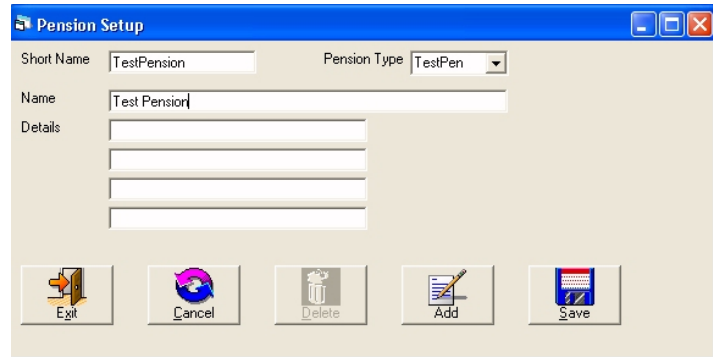 Pension Setup
Short Name TestPension Pension Type TestPen
Name Test Pension
Details
Exit Cancel Delete Add Save